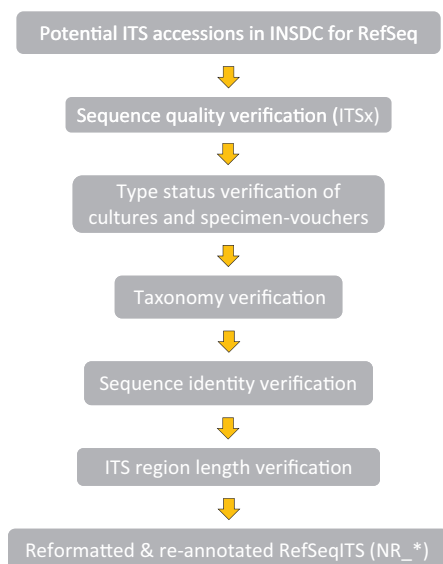 Potential ITS accessions in INSDC for RefSeq
Sequence quality verification (ITSx)
Type status verification of
cultures and specimen-vouchers
Taxonomy verification
Sequence identity verification
ITS region length verification
Reformatted & re-annotated RefSeqITS (NR_*)